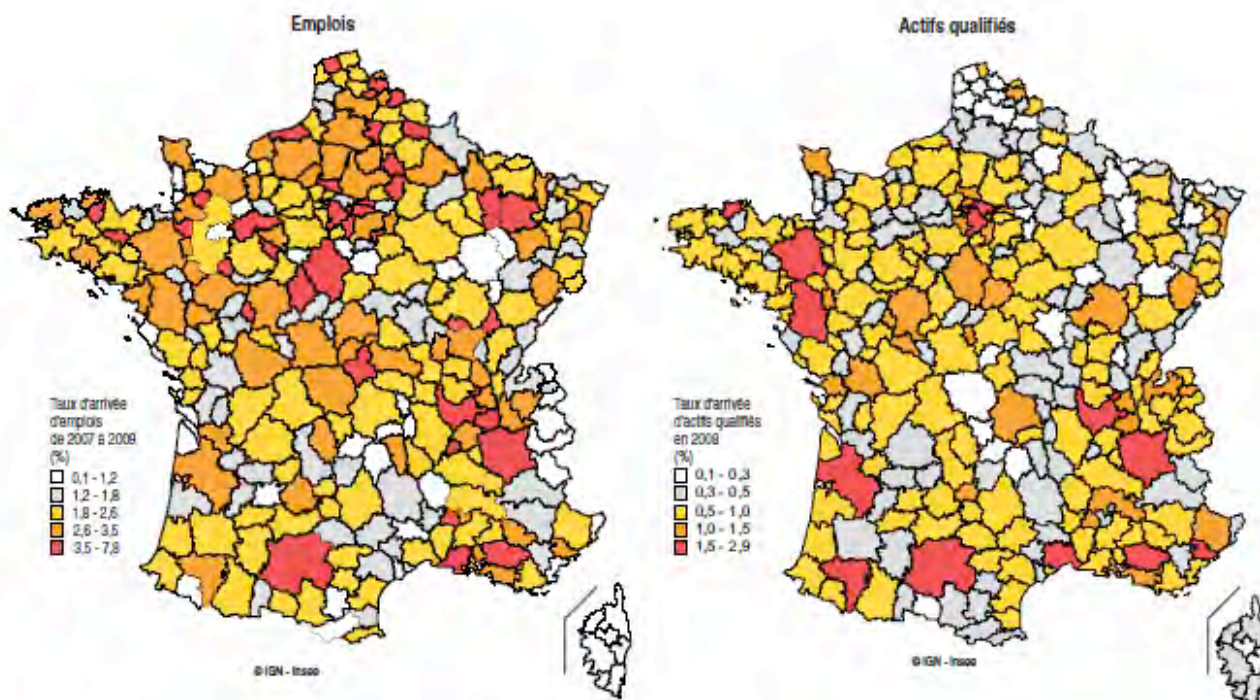 Emplois
Taux d'arrivée
d'emplois
de 2007 à 2009
(%)
0,1 - 1,2
1,2 - 1,8
1,8 - 2,6
2,6 - 3,5
3,5 - 7,8
© IGN - Insee
Actifs qualifiés
Taux d'arrivée
d'actifs qualifiés
en 2008
(%)
0,1 - 0,3
0,3 - 0,5
0,5 - 1,0
1,0 - 1,5
1,5 - 2,9
© IGN - Insee